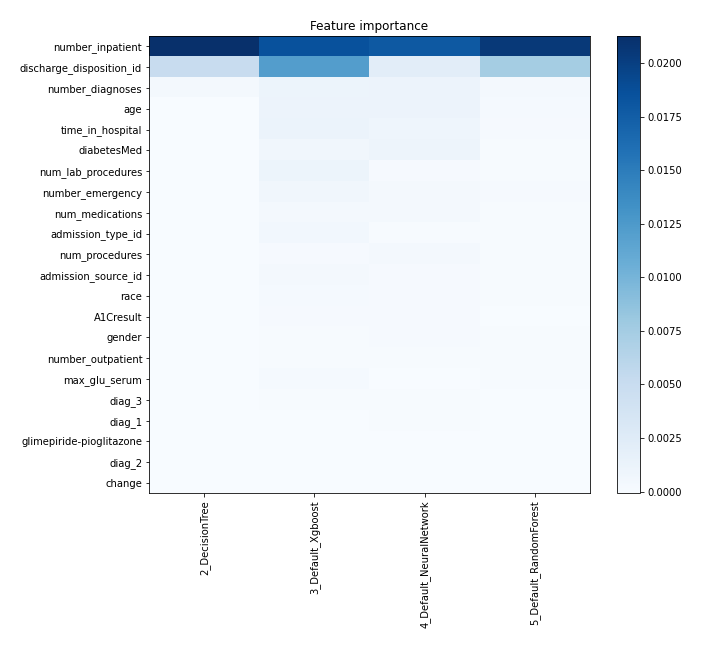 Feature importance
number_inpatient
discharge_disposition_id
number_diagnoses
age
time_in_hospital
diabetesMed
num_lab_procedures
number_emergency
num_medications
admission_type_id
num_procedures
admission_source_id
race
A1Cresult
gender
number_outpatient
max_glu_serum
diag_3
diag_1
glimepiride-pioglitazone
diag_2
change
2_DecisionTree
3_Default_Xgboost
4_Default_NeuralNetwork
5_Default_RandomForest
0.0200
0.0175
0.0150
0.0125
0.0100
0.0075
0.0050
0.0025
0.0000